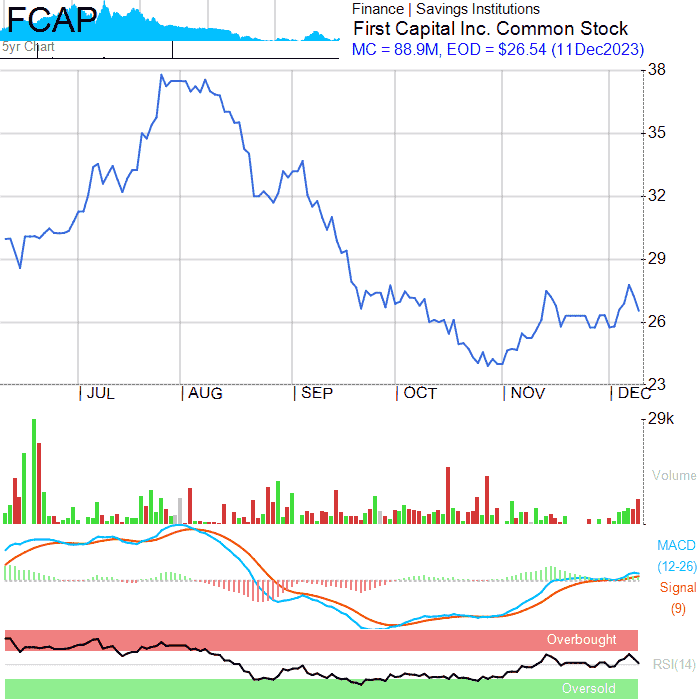 FCAP
5yr Chart
Finance | Savings Institutions
First Capital Inc. Common Stock
MC = 88.9M, EOD = $26.54 (11Dec2023)
38
35
32
29
26
23
JUL AUG SEP OCT NOV DEC
29k
Volume
MACD
(12-26)
Signal
(9)
Overbought
RSI(14)
Oversold